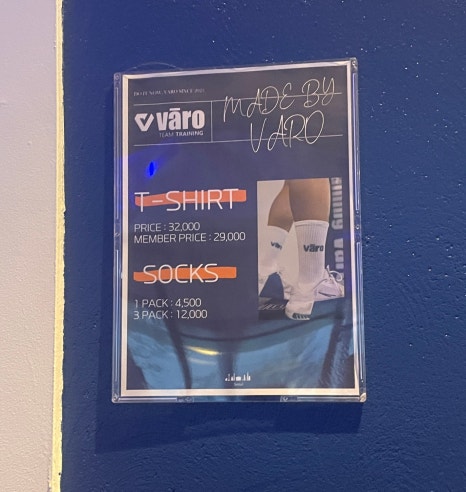 MADE BY
VARO
vāro
TEAM TRAINING
T-SHIRT
PRICE : 32,000
MEMBER PRICE : 29,000
SOCKS
1 PACK : 4,500
3 PACK : 12,000
vāro